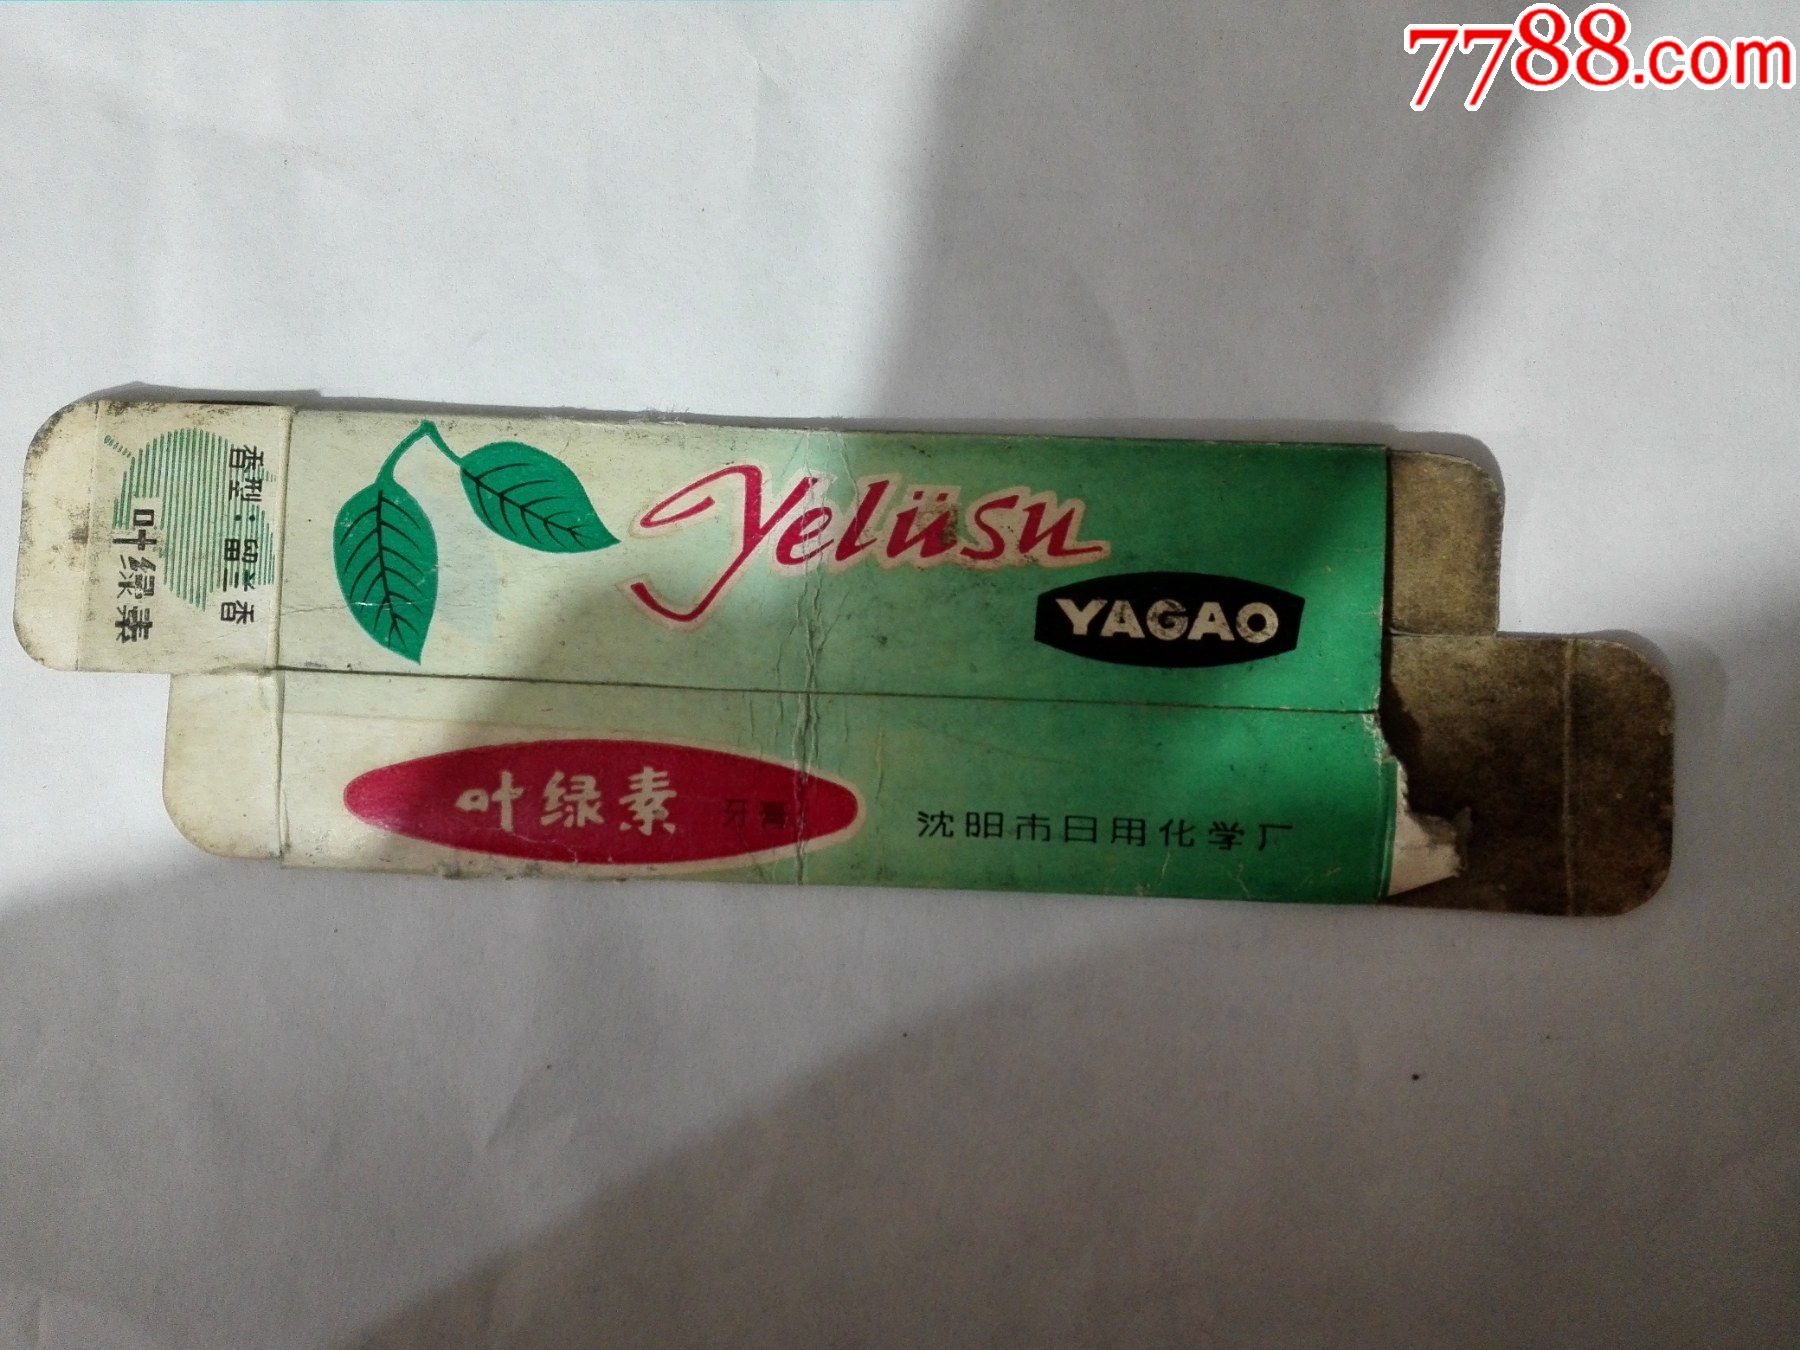 7788.com
Yelüsu
YAGAO
叶绿素 牙膏
沈阳市日用化学厂
叶绿素
香型:留兰香